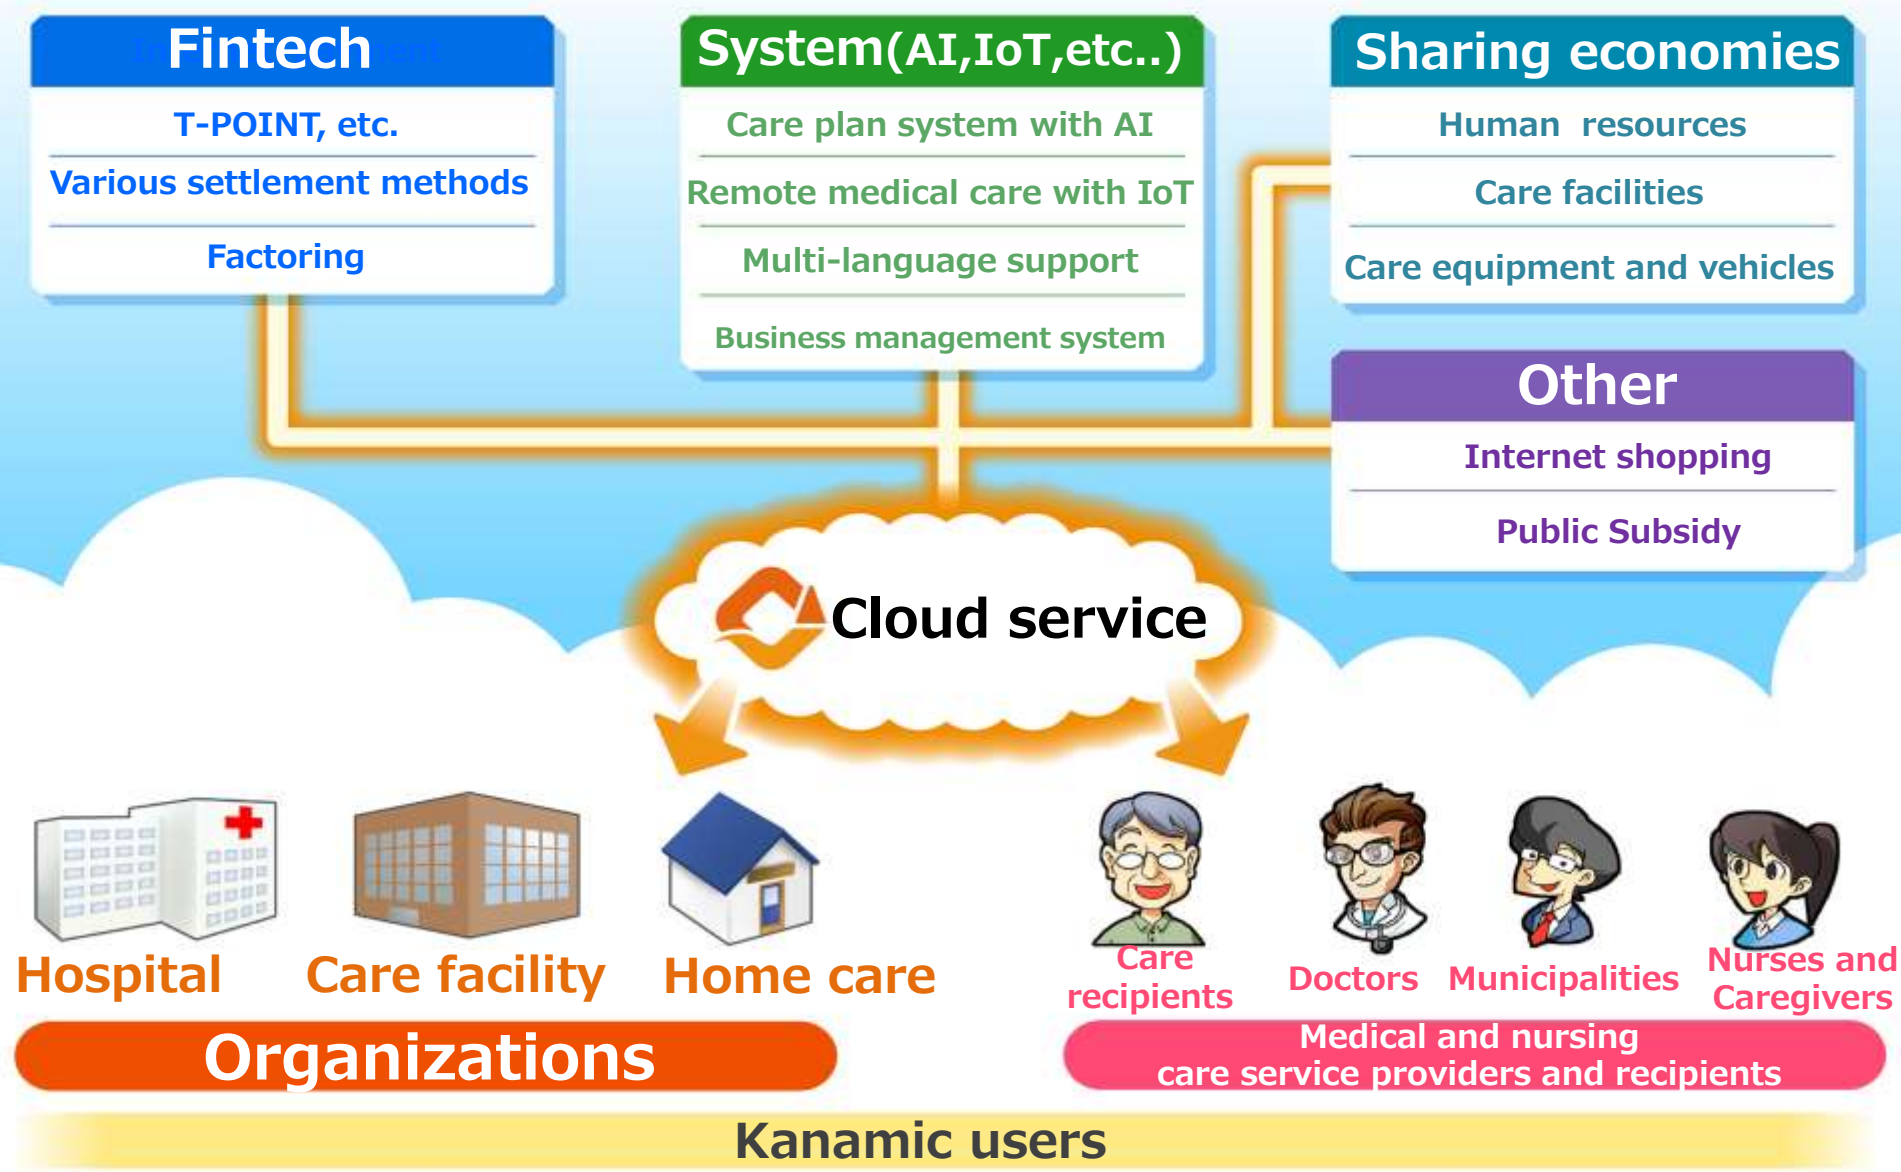 Fintech
T-POINT, etc.
Various settlement methods
Factoring
System(AI,IoT,etc..)
Care plan system with AI
Remote medical care with IoT
Multi-language support
Business management system
Sharing economies
Human resources
Care facilities
Care equipment and vehicles
Other
Internet shopping
Public Subsidy
Cloud service
Hospital
Care facility
Home care
Organizations
Care
recipients
Doctors
Municipalities
Nurses and
Caregivers
Medical and nursing
care service providers and recipients
Kanamic users